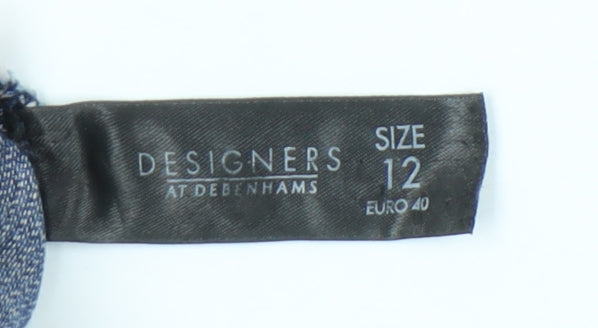 DESIGNERS
AT DEBENHAMS
SIZE
12
EURO 40